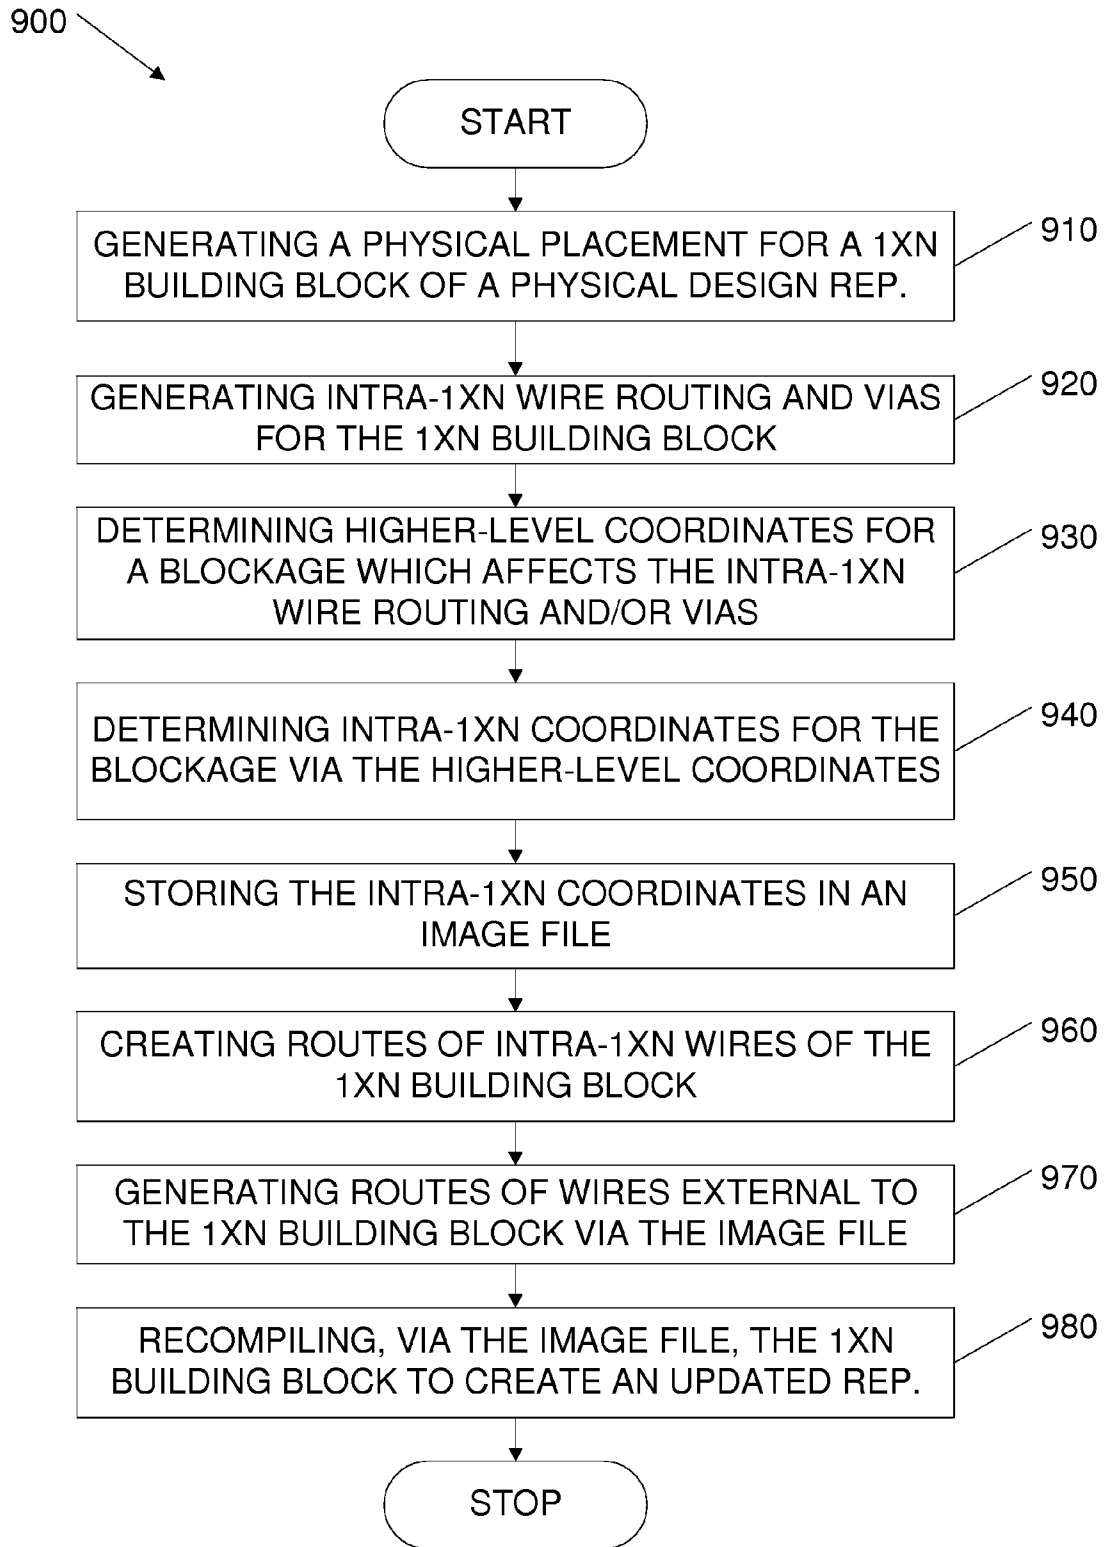 900
START
GENERATING A PHYSICAL PLACEMENT FOR A 1XN
BUILDING BLOCK OF A PHYSICAL DESIGN REP.
910
GENERATING INTRA-1XN WIRE ROUTING AND VIAS
FOR THE 1XN BUILDING BLOCK
920
DETERMINING HIGHER-LEVEL COORDINATES FOR
A BLOCKAGE WHICH AFFECTS THE INTRA-1XN
WIRE ROUTING AND/OR VIAS
930
DETERMINING INTRA-1XN COORDINATES FOR THE
BLOCKAGE VIA THE HIGHER-LEVEL COORDINATES
940
STORING THE INTRA-1XN COORDINATES IN AN
IMAGE FILE
950
CREATING ROUTES OF INTRA-1XN WIRES OF THE
1XN BUILDING BLOCK
960
GENERATING ROUTES OF WIRES EXTERNAL TO
THE 1XN BUILDING BLOCK VIA THE IMAGE FILE
970
RECOMPILING, VIA THE IMAGE FILE, THE 1XN
BUILDING BLOCK TO CREATE AN UPDATED REP.
980
STOP